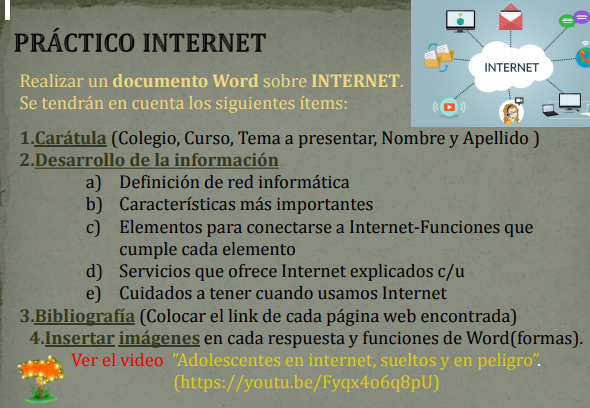 PRÁCTICO INTERNET
INTERNET
Realizar un documento Word sobre INTERNET.
Se tendrán en cuenta los siguientes ítems:
1.Carátula (Colegio, Curso, Tema a presentar, Nombre y Apellido )
2.Desarrollo de la información
a) Definición de red informática
b) Características más importantes
c) Elementos para conectarse a Internet-Funciones que
cumple cada elemento
d) Servicios que ofrece Internet explicados c/u
e) Cuidados a tener cuando usamos Internet
3.Bibliografía (Colocar el link de cada página web encontrada)
4.Insertar imágenes en cada respuesta y funciones de Word(formas).
Ver el video "Adolescentes en internet, sueltos y en peligro".
(https://youtu.be/Fyqx4o6q8pU)